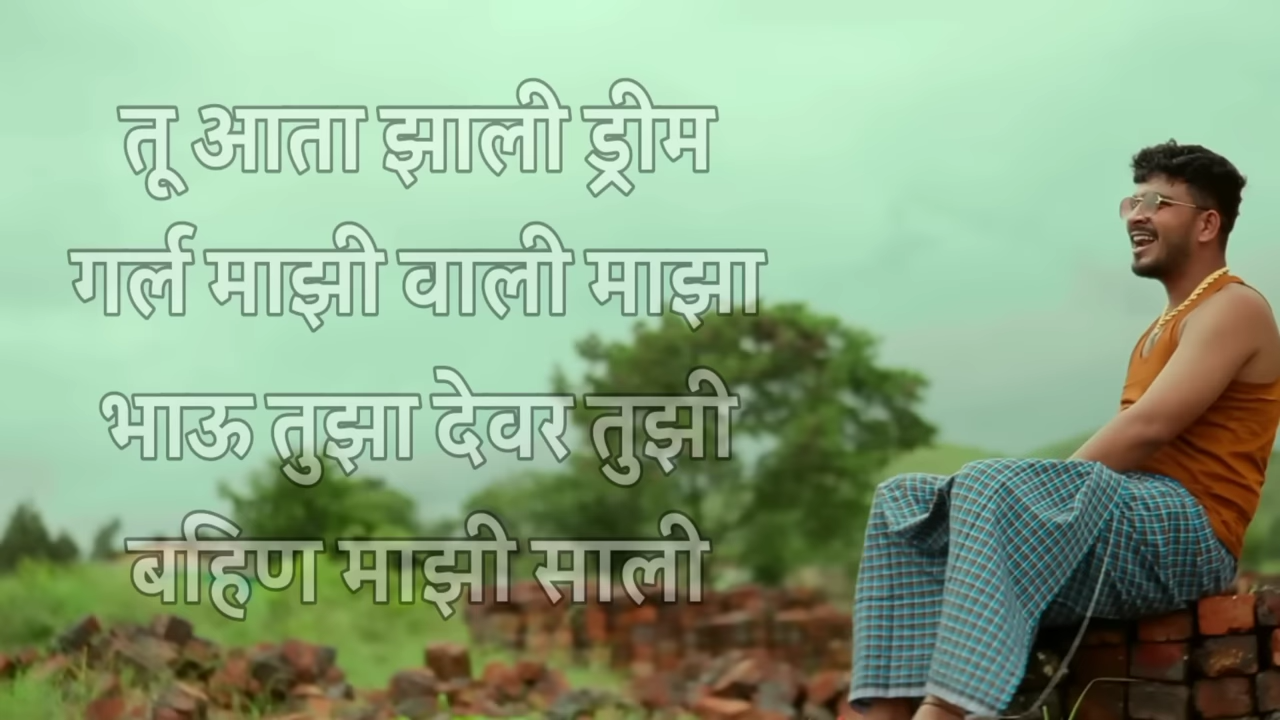 तू आता झाली ड्रीम
गर्ल माझी वाली माझा
भाऊ तुझा देवर तुझी
बहिण माझी साली